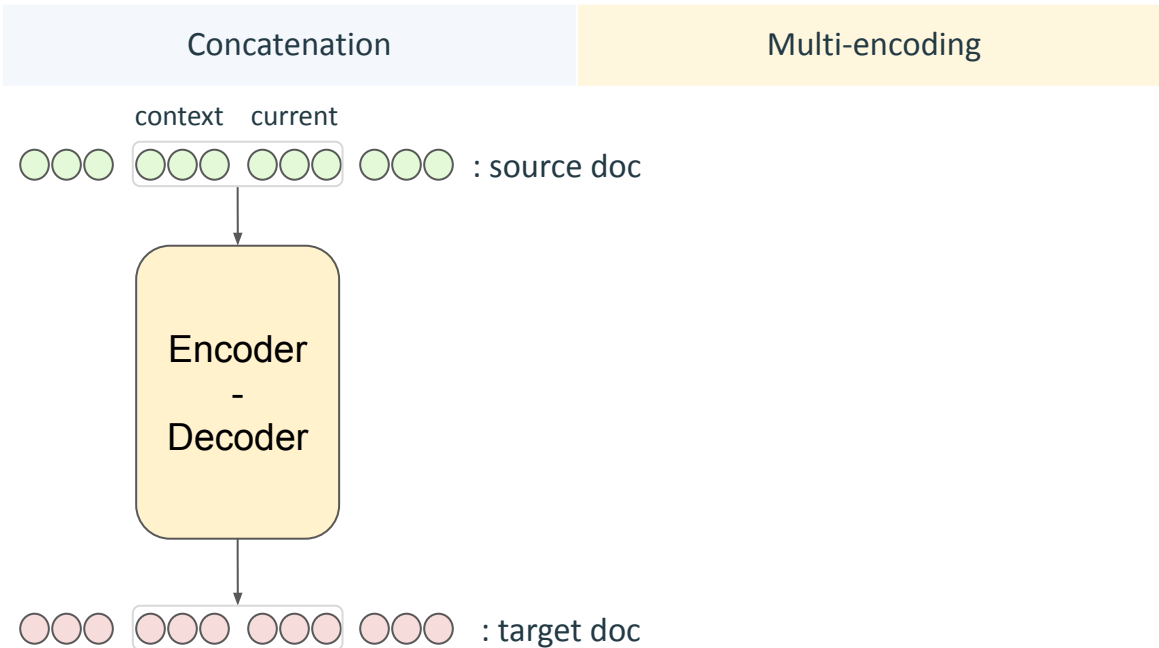 Concatenation
Multi-encoding
context current
: source doc
Encoder
-
Decoder
: target doc